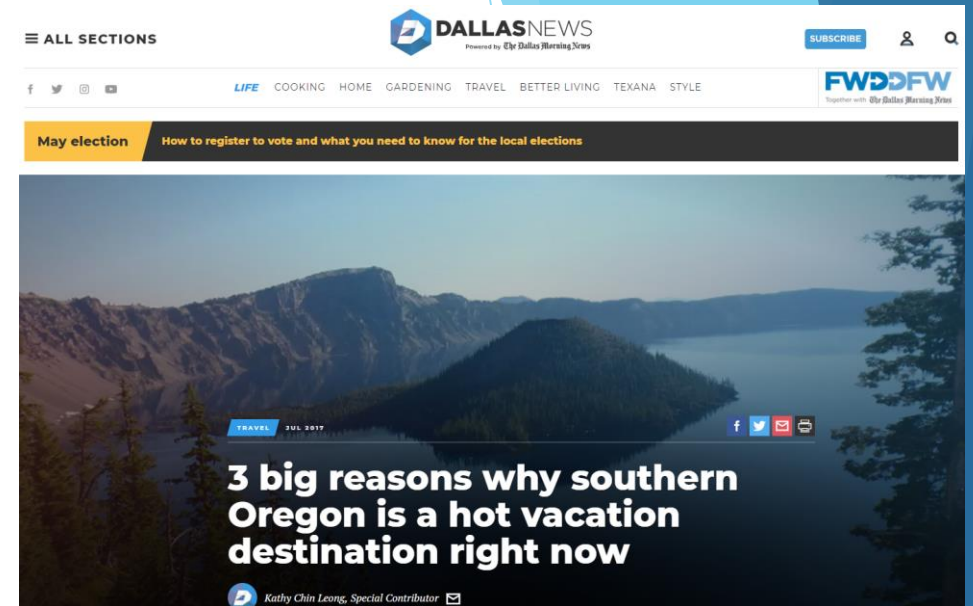 ALL SECTIONS
DALLASNEWS
Powered by The Dallas Morning News
SUBSCRIBE
LIFE COOKING HOME GARDENING TRAVEL BETTER LIVING TEXANA STYLE
FWDDFW
Together with The Dallas Morning News
May election How to register to vote and what you need to know for the local elections
TRAVEL JUL 2017
3 big reasons why southern
Oregon is a hot vacation
destination right now
Kathy Chin Leong, Special Contributor